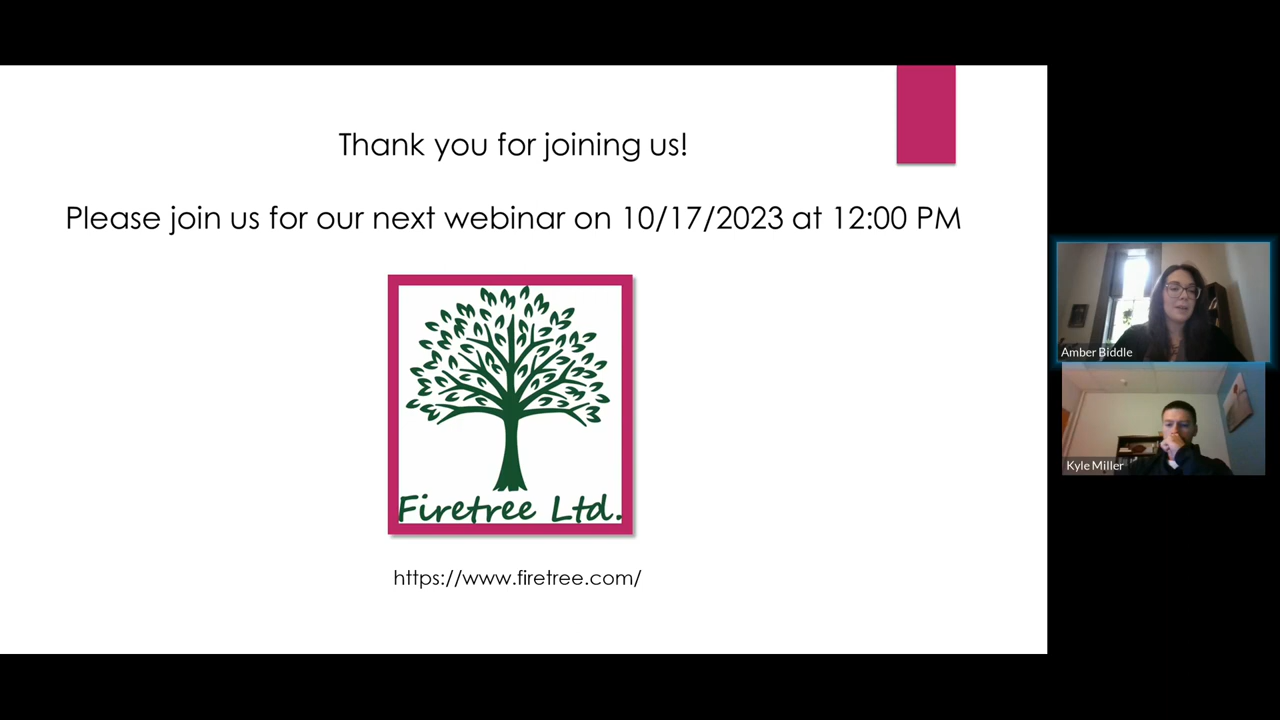 Thank you for joining us!
Please join us for our next webinar on 10/17/2023 at 12:00 PM
Firetree Ltd.
https://www.firetree.com/
Amber Biddle
Kyle Miller